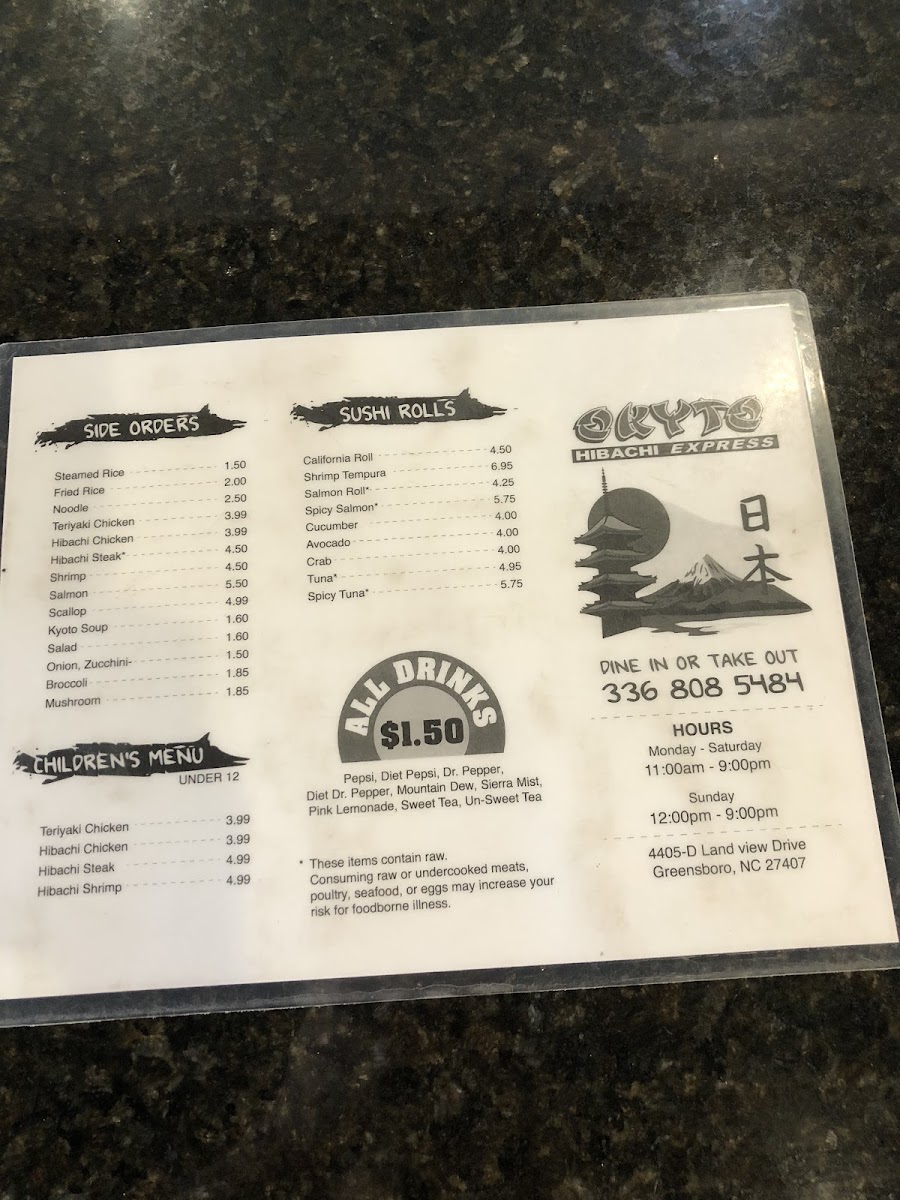 SIDE ORDERS
Steamed Rice 1.50
Fried Rice 2.00
Noodle 2.50
Teriyaki Chicken 3.99
Hibachi Chicken 3.99
Hibachi Steak* 4.50
Shrimp 4.50
Salmon 5.50
Scallop 4.99
Kyoto Soup 1.60
Salad 1.60
Onion, Zucchini- 1.50
Broccoli 1.85
Mushroom 1.85
CHILDREN'S MENU
UNDER 12
Teriyaki Chicken 3.99
Hibachi Chicken 3.99
Hibachi Steak 4.99
Hibachi Shrimp 4.99
SUSHI ROLLS
California Roll 4.50
Shrimp Tempura 6.95
Salmon Roll* 4.25
Spicy Salmon* 5.75
Cucumber 4.00
Avocado 4.00
Crab 4.00
Tuna* 4.95
Spicy Tuna* 5.75
ALL DRINKS
$1.50
Pepsi, Diet Pepsi, Dr. Pepper,
Diet Dr. Pepper, Mountain Dew, Sierra Mist,
Pink Lemonade, Sweet Tea, Un-Sweet Tea
* These items contain raw.
Consuming raw or undercooked meats,
poultry, seafood, or eggs may increase your
risk for foodborne illness.
OKYTO
HIBACHI EXPRESS
日本
DINE IN OR TAKE OUT
336 808 5484
HOURS
Monday - Saturday
11:00am - 9:00pm
Sunday
12:00pm - 9:00pm
4405-D Land view Drive
Greensboro, NC 27407